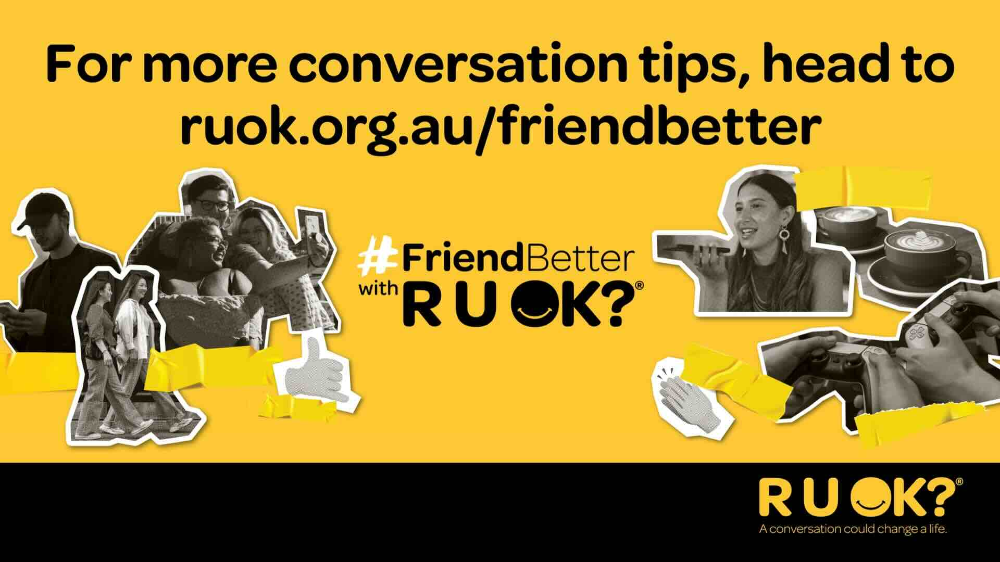 For more conversation tips, head to
ruok.org.au/friendbetter
#FriendBetter
with R U OK?®
R U OK?®
A conversation could change a life.